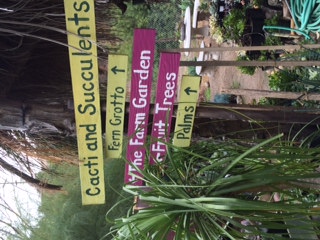 Cacti and Succulents
Fern Grotto →
The Farm Garden
Fruit Trees
Palms →